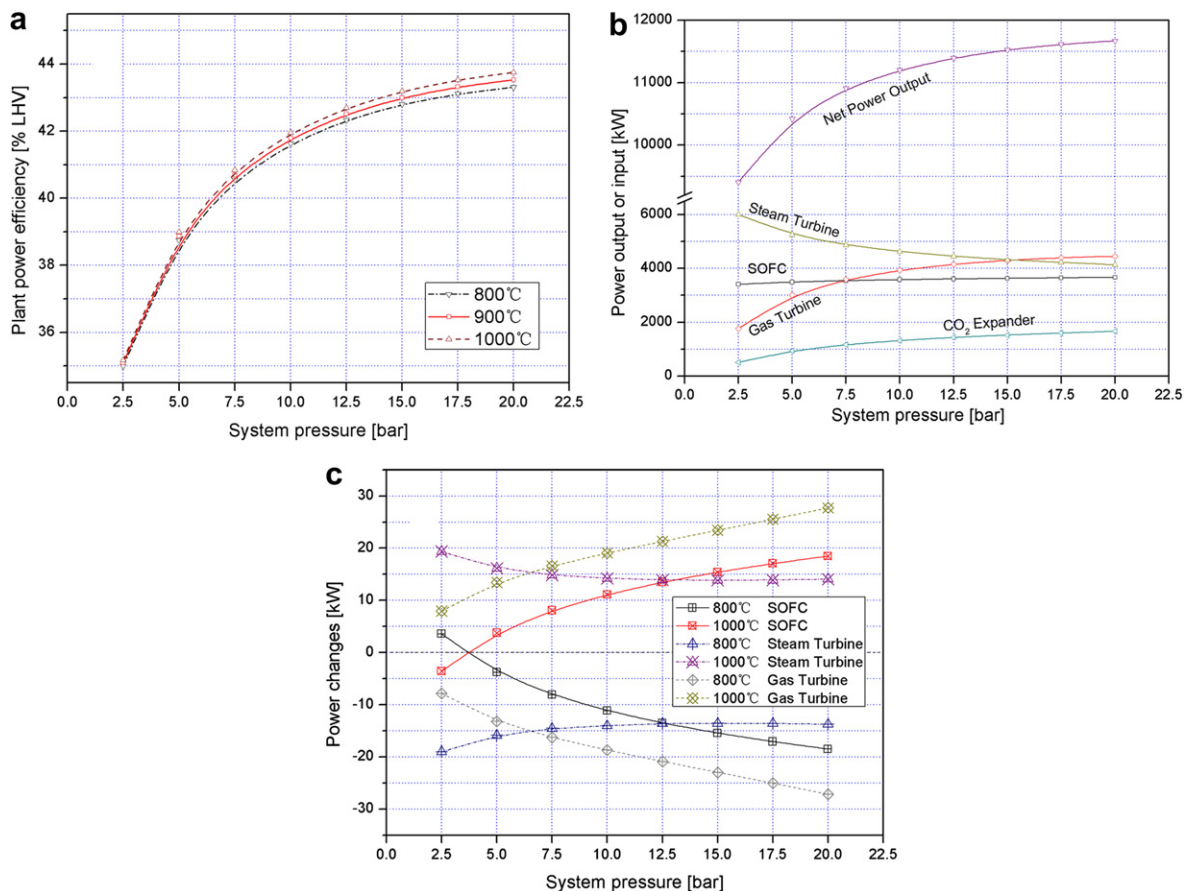 a
Plant power efficiency [% LHV]
44
42
40
38
36
800℃
900℃
1000℃
0.0 2.5 5.0 7.5 10.0 12.5 15.0 17.5 20.0 22.5
System pressure [bar]
b
Power output or input [kW]
12000
11000
10000
6000
4000
2000
0
Net Power Output
Steam Turbine
SOFC
Gas Turbine
CO₂ Expander
0.0 2.5 5.0 7.5 10.0 12.5 15.0 17.5 20.0 22.5
System pressure [bar]
c
Power changes [kW]
30
20
10
0
-10
-20
-30
800℃ SOFC
1000℃ SOFC
800℃ Steam Turbine
1000℃ Steam Turbine
800℃ Gas Turbine
1000℃ Gas Turbine
0.0 2.5 5.0 7.5 10.0 12.5 15.0 17.5 20.0 22.5
System pressure [bar]